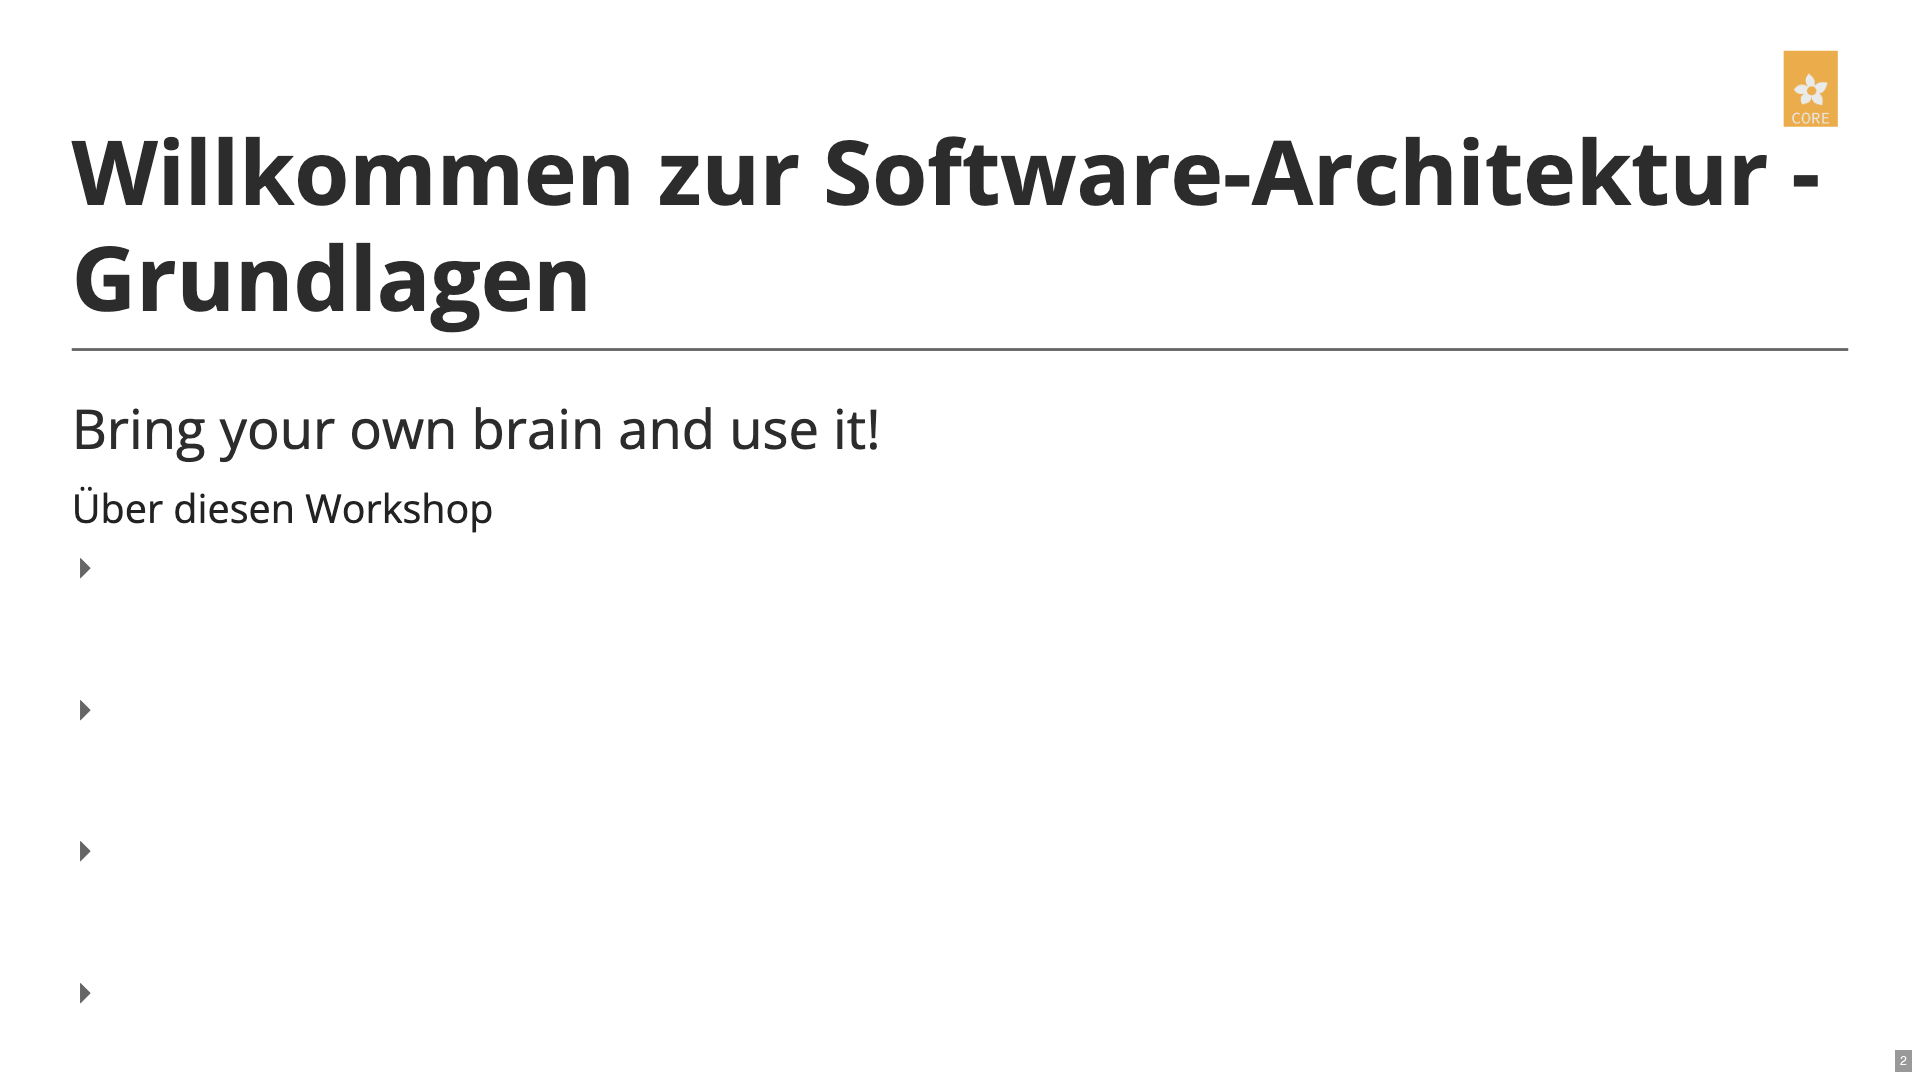 CORE
Willkommen zur Software-Architektur -
Grundlagen
Bring your own brain and use it!
Über diesen Workshop
2